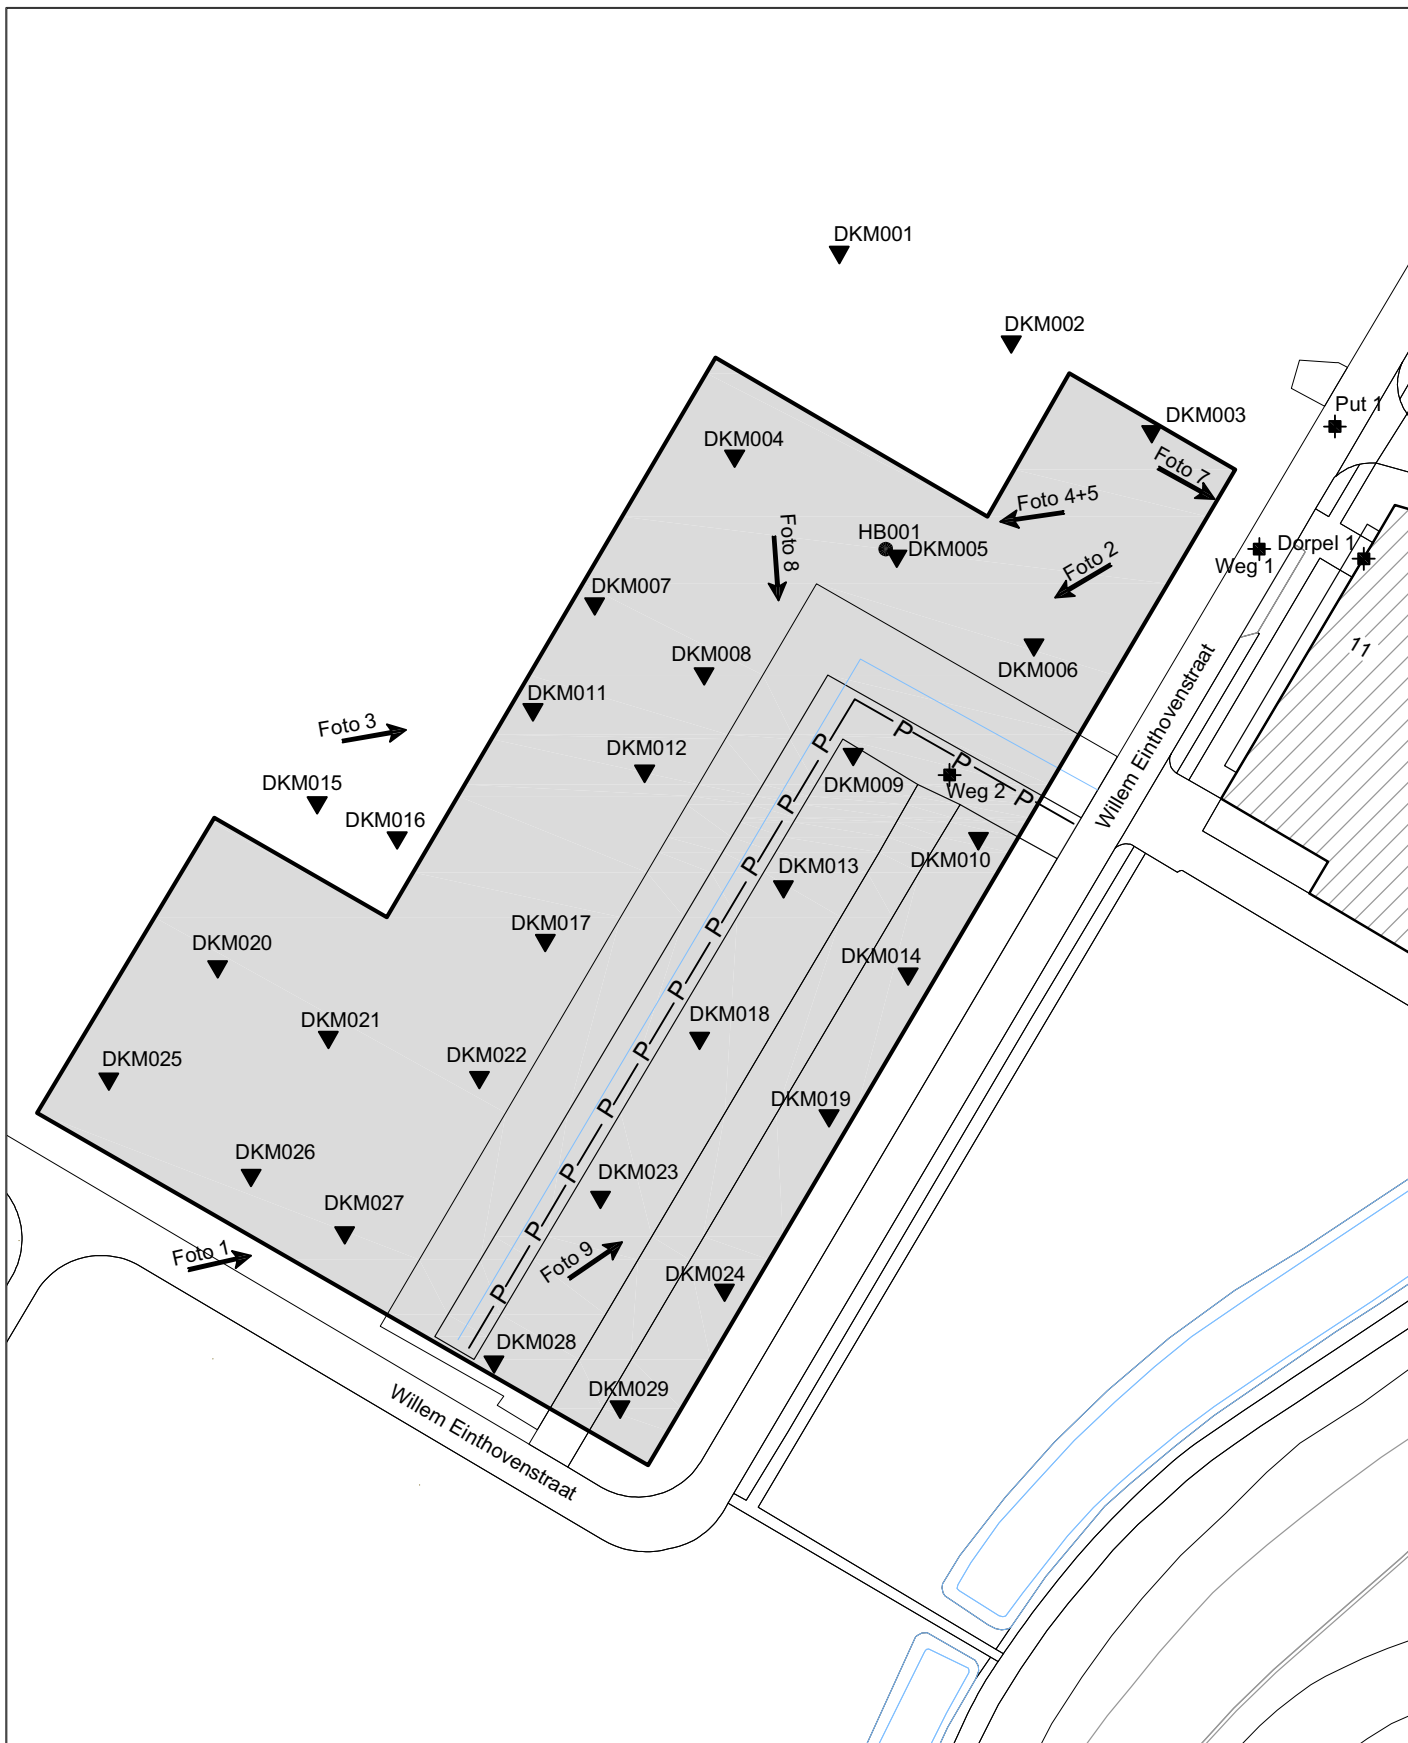 DKM001
DKM002
Put 1
DKM003
DKM004
Foto 7
Foto 4+5
Foto 8
HB001
DKM005
Dorpel 1
Weg 1
Foto 2
DKM007
11
DKM008
DKM006
DKM011
Foto 3
Willem Einthovenstraat
P
P
P
DKM012
DKM009
Weg 2
P
P
DKM015
DKM016
DKM010
P
DKM013
P
DKM017
DKM020
DKM014
P
DKM021
DKM018
P
DKM022
DKM025
P
DKM019
DKM026
P
DKM023
DKM027
P
Foto 1
Foto 9
DKM024
P
DKM028
DKM029
Willem Einthovenstraat